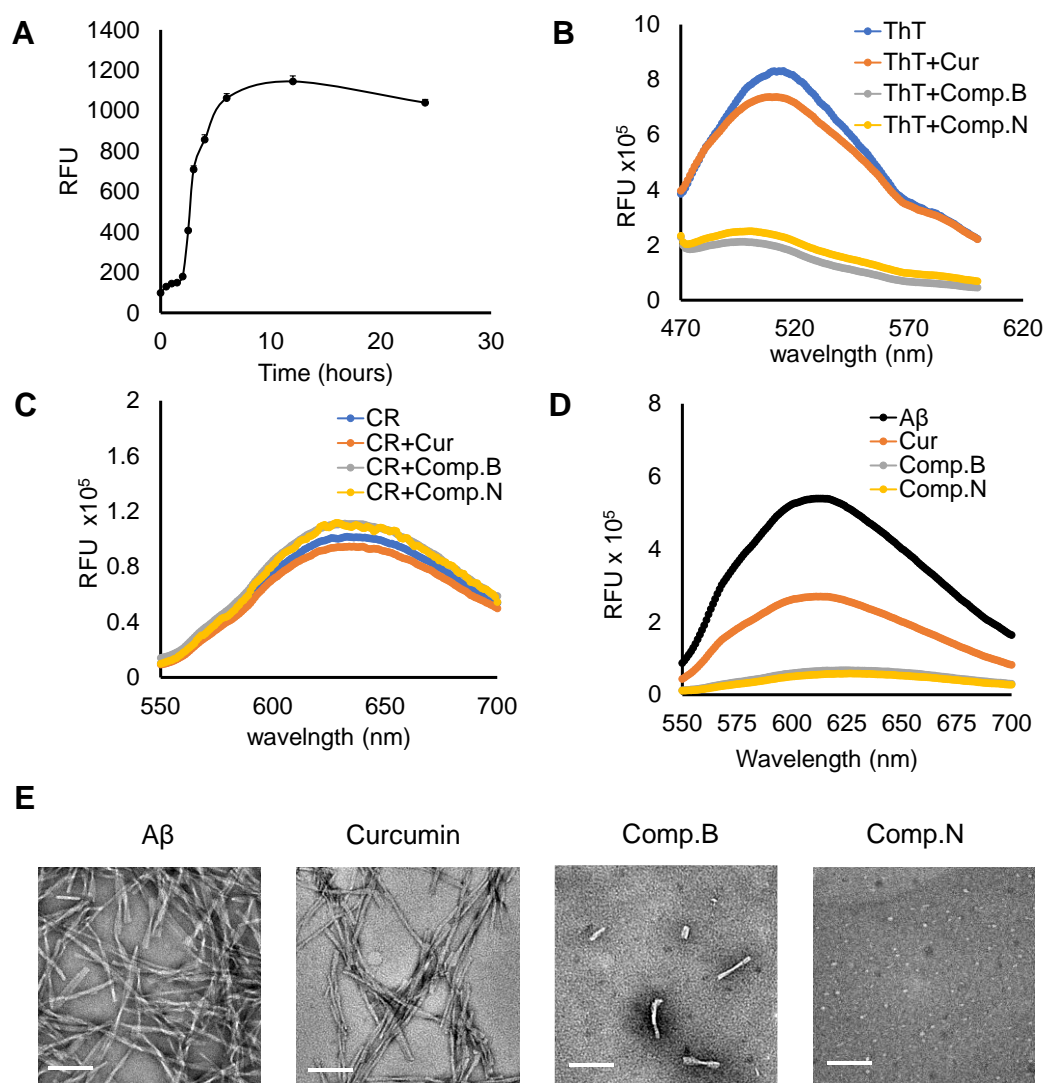 A
1400
1200
1000
800
600
400
200
0
RFU
0 10 20 30
Time (hours)
B
10
8
6
4
2
0
RFU x10⁵
470 520 570 620
wavelngth (nm)
ThT
ThT+Cur
ThT+Comp.B
ThT+Comp.N
C
2
1.6
1.2
0.8
0.4
0
RFU x10⁵
550 600 650 700
wavelngth (nm)
CR
CR+Cur
CR+Comp.B
CR+Comp.N
D
8
6
4
2
0
RFU x 10⁵
550 575 600 625 650 675 700
Wavelength (nm)
Aβ
Cur
Comp.B
Comp.N
E
Aβ Curcumin Comp.B Comp.N